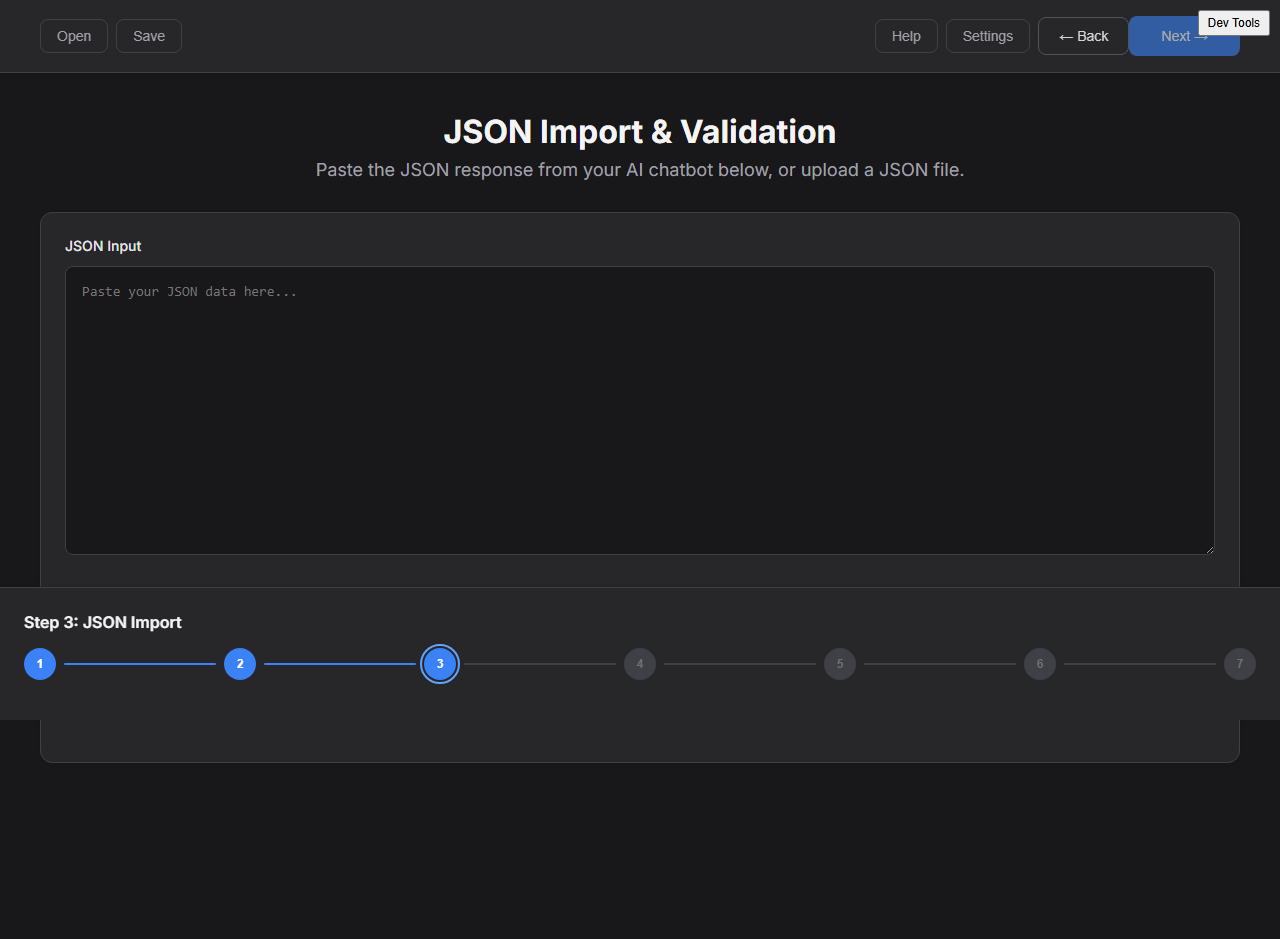 Open Save Help Settings ← Back Next → Dev Tools
JSON Import & Validation
Paste the JSON response from your AI chatbot below, or upload a JSON file.
JSON Input
Paste your JSON data here...
Step 3: JSON Import
1 2 3 4 5 6 7